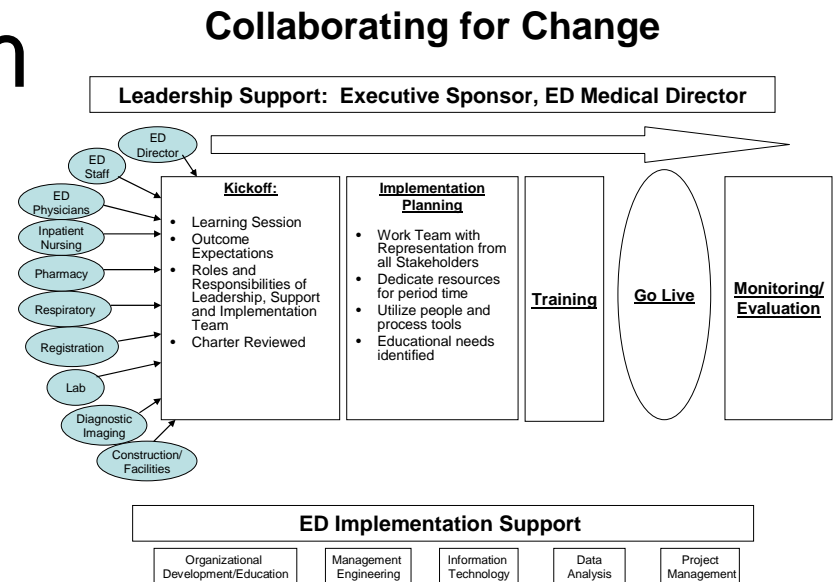 n
Collaborating for Change
Leadership Support: Executive Sponsor, ED Medical Director
ED
Director
ED
Staff
ED
Physicians
Inpatient
Nursing
Pharmacy
Respiratory
Registration
Lab
Diagnostic
Imaging
Construction/
Facilities
Kickoff:
• Learning Session
• Outcome
Expectations
• Roles and
Responsibilities of
Leadership, Support
and Implementation
Team
• Charter Reviewed
Implementation
Planning
• Work Team with
Representation from
all Stakeholders
• Dedicate resources
for period time
• Utilize people and
process tools
• Educational needs
identified
Training
Go Live
Monitoring/
Evaluation
ED Implementation Support
Organizational
Development/Education
Management
Engineering
Information
Technology
Data
Analysis
Project
Management